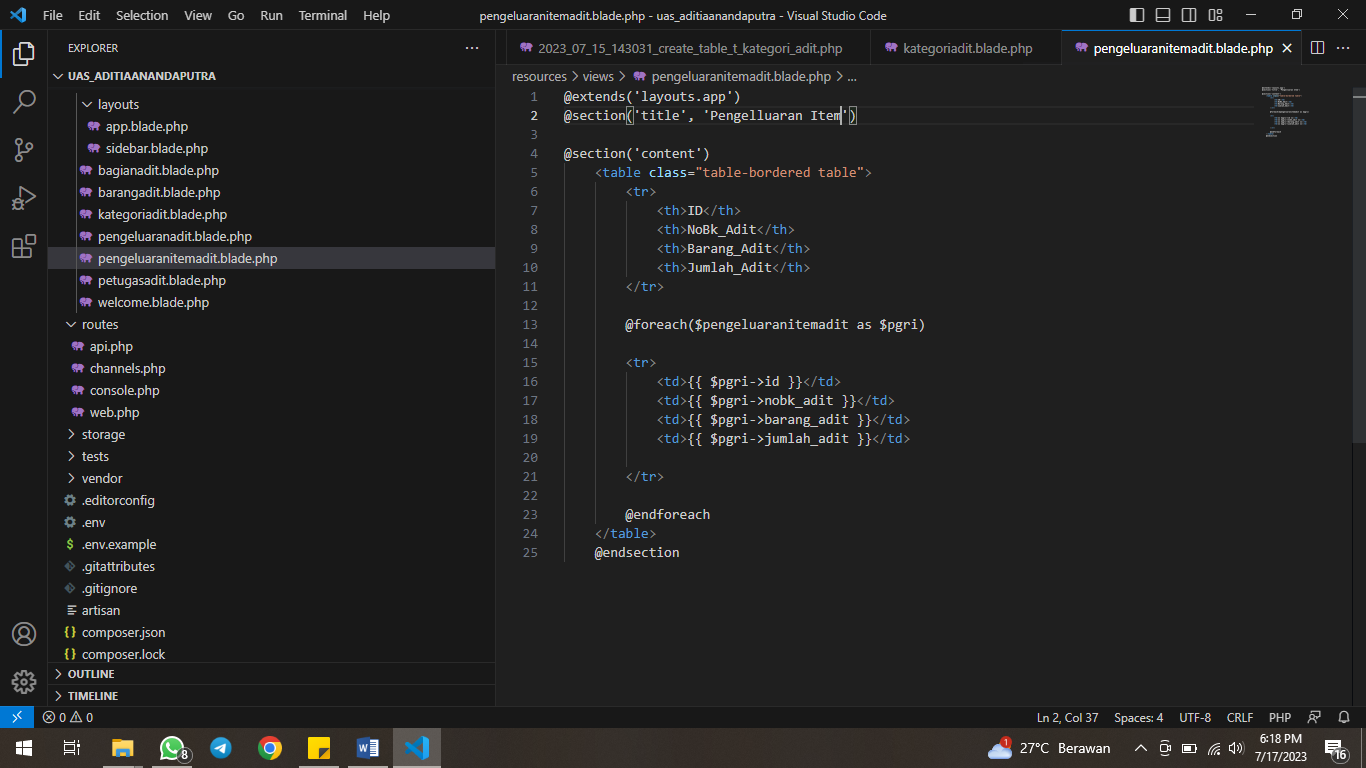 File Edit Selection View Go Run Terminal Help
pengeluaranitemadit.blade.php - uas_aditiaanandaputra - Visual Studio Code
EXPLORER
UAS_ADITIAANANDAPUTRA
layouts
app.blade.php
sidebar.blade.php
bagianadit.blade.php
barangadit.blade.php
kategoriadit.blade.php
pengeluaranadit.blade.php
pengeluaranitemadit.blade.php
petugasadit.blade.php
welcome.blade.php
routes
api.php
channels.php
console.php
web.php
storage
tests
vendor
.editorconfig
.env
$ .env.example
.gitattributes
.gitignore
artisan
{} composer.json
{} composer.lock
OUTLINE
TIMELINE
2023_07_15_143031_create_table_t_kategori_adit.php
kategoriadit.blade.php
pengeluaranitemadit.blade.php
resources > views > pengeluaranitemadit.blade.php > ...
1 @extends('layouts.app')
2 @section('title', 'Pengelluaran Item')
3
4 @section('content')
5 <table class="table-bordered table">
6 <tr>
7 <th>ID</th>
8 <th>NoBk_Adit</th>
9 <th>Barang_Adit</th>
10 <th>Jumlah_Adit</th>
11 </tr>
12
13 @foreach($pengeluaranitemadit as $pgri)
14
15 <tr>
16 <td>{{ $pgri->id }}</td>
17 <td>{{ $pgri->nobk_adit }}</td>
18 <td>{{ $pgri->barang_adit }}</td>
19 <td>{{ $pgri->jumlah_adit }}</td>
20
21 </tr>
22
23 @endforeach
24 </table>
25 @endsection
0 0
Ln 2, Col 37 Spaces: 4 UTF-8 CRLF PHP
8
1
27°C Berawan
6:18 PM
7/17/2023
16